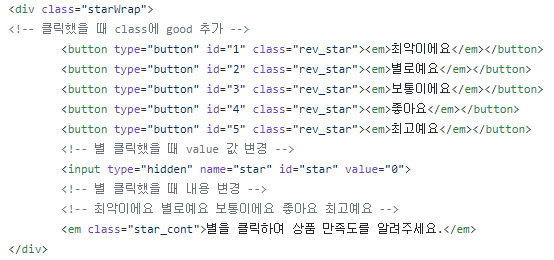 <div class="starWrap">
<!-- 클릭했을 때 class에 good 추가 -->
<button type="button" id="1" class="rev_star"><em>최악이에요</em></button>
<button type="button" id="2" class="rev_star"><em>별로예요</em></button>
<button type="button" id="3" class="rev_star"><em>보통이에요</em></button>
<button type="button" id="4" class="rev_star"><em>좋아요</em></button>
<button type="button" id="5" class="rev_star"><em>최고예요</em></button>
<!-- 별 클릭했을 때 value 값 변경 -->
<input type="hidden" name="star" id="star" value="0">
<!-- 별 클릭했을 때 내용 변경 -->
<!-- 최악이에요 별로예요 보통이에요 좋아요 최고예요 -->
<em class="star_cont">별을 클릭하여 상품 만족도를 알려주세요.</em>
</div>